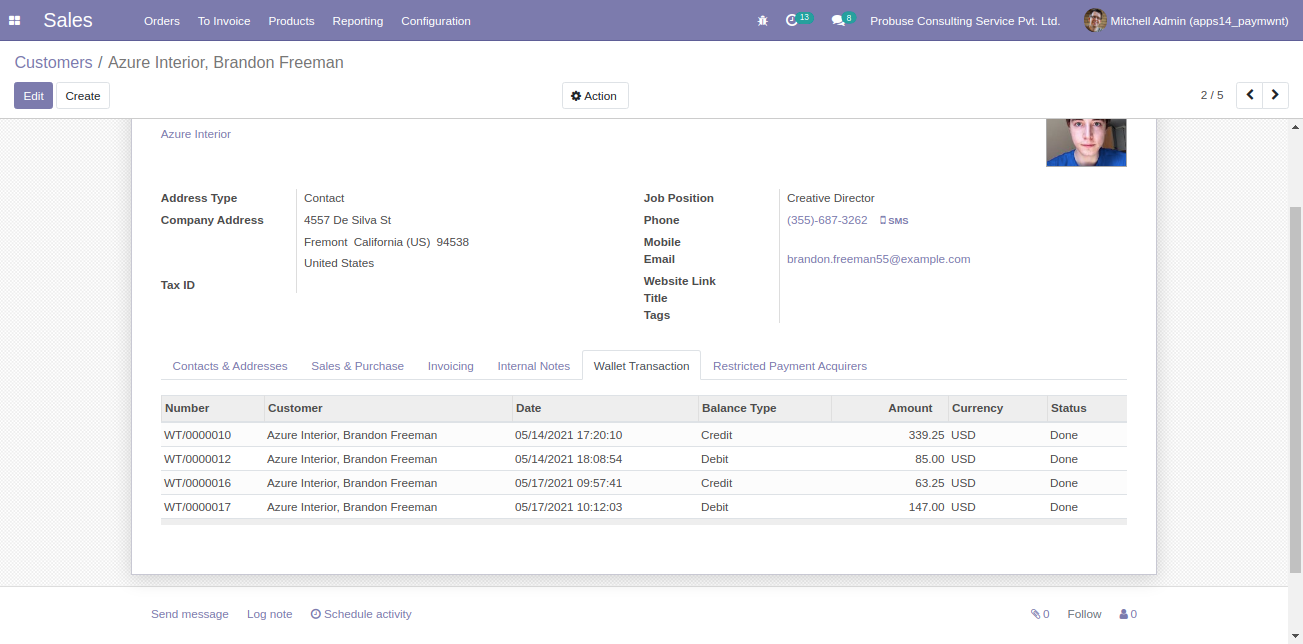 Sales Orders To Invoice Products Reporting Configuration 13 8 Probuse Consulting Service Pvt. Ltd. Mitchell Admin (apps14_paymwnt)
Customers / Azure Interior, Brandon Freeman
Edit Create Action 2 / 5
Azure Interior
Address Type Contact Job Position Creative Director
Company Address 4557 De Silva St Phone (355)-687-3262 SMS
Fremont California (US) 94538 Mobile
United States Email brandon.freeman55@example.com
Tax ID Website Link
Title
Tags
Contacts & Addresses Sales & Purchase Invoicing Internal Notes Wallet Transaction Restricted Payment Acquirers
Number Customer Date Balance Type Amount Currency Status
WT/0000010 Azure Interior, Brandon Freeman 05/14/2021 17:20:10 Credit 339.25 USD Done
WT/0000012 Azure Interior, Brandon Freeman 05/14/2021 18:08:54 Debit 85.00 USD Done
WT/0000016 Azure Interior, Brandon Freeman 05/17/2021 09:57:41 Credit 63.25 USD Done
WT/0000017 Azure Interior, Brandon Freeman 05/17/2021 10:12:03 Debit 147.00 USD Done
Send message Log note Schedule activity 0 Follow 0